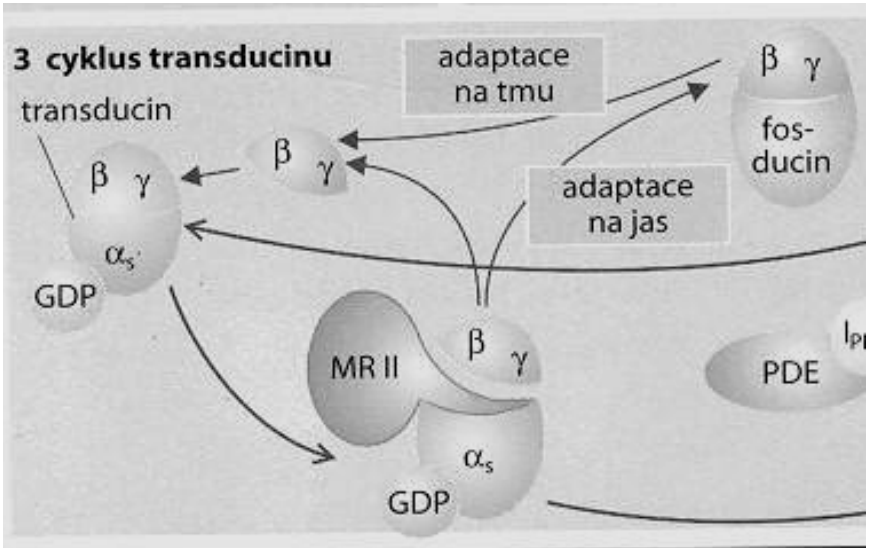 3 cyklus transducinu
transducin
β γ
αs
GDP
β γ
adaptace
na tmu
β γ
fos-
ducin
adaptace
na jas
MR II
β γ
αs
GDP
PDE